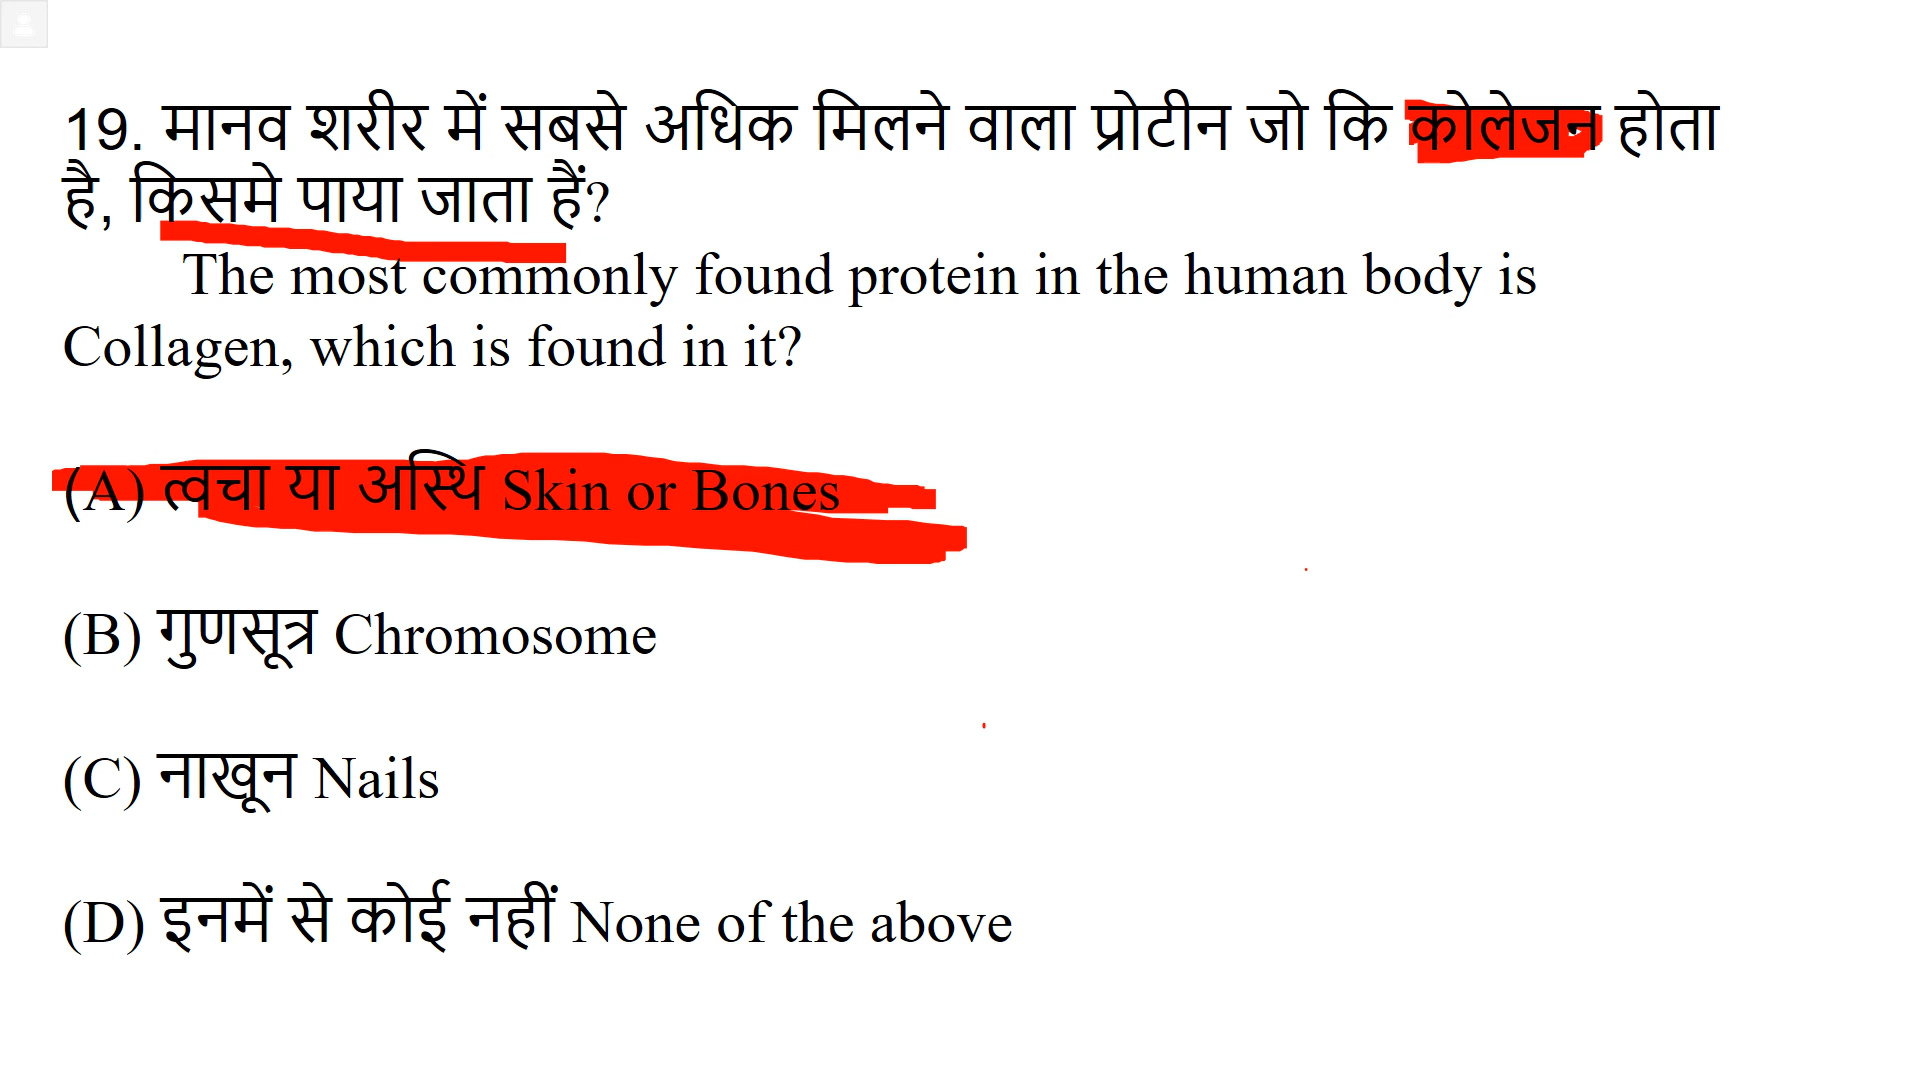 19. मानव शरीर में सबसे अधिक मिलने वाला प्रोटीन जो कि कोलेजन होता
है, किसमे पाया जाता हैं?
The most commonly found protein in the human body is
Collagen, which is found in it?
(A) त्वचा या अस्थि Skin or Bones
(B) गुणसूत्र Chromosome
(C) नाखून Nails
(D) इनमें से कोई नहीं None of the above